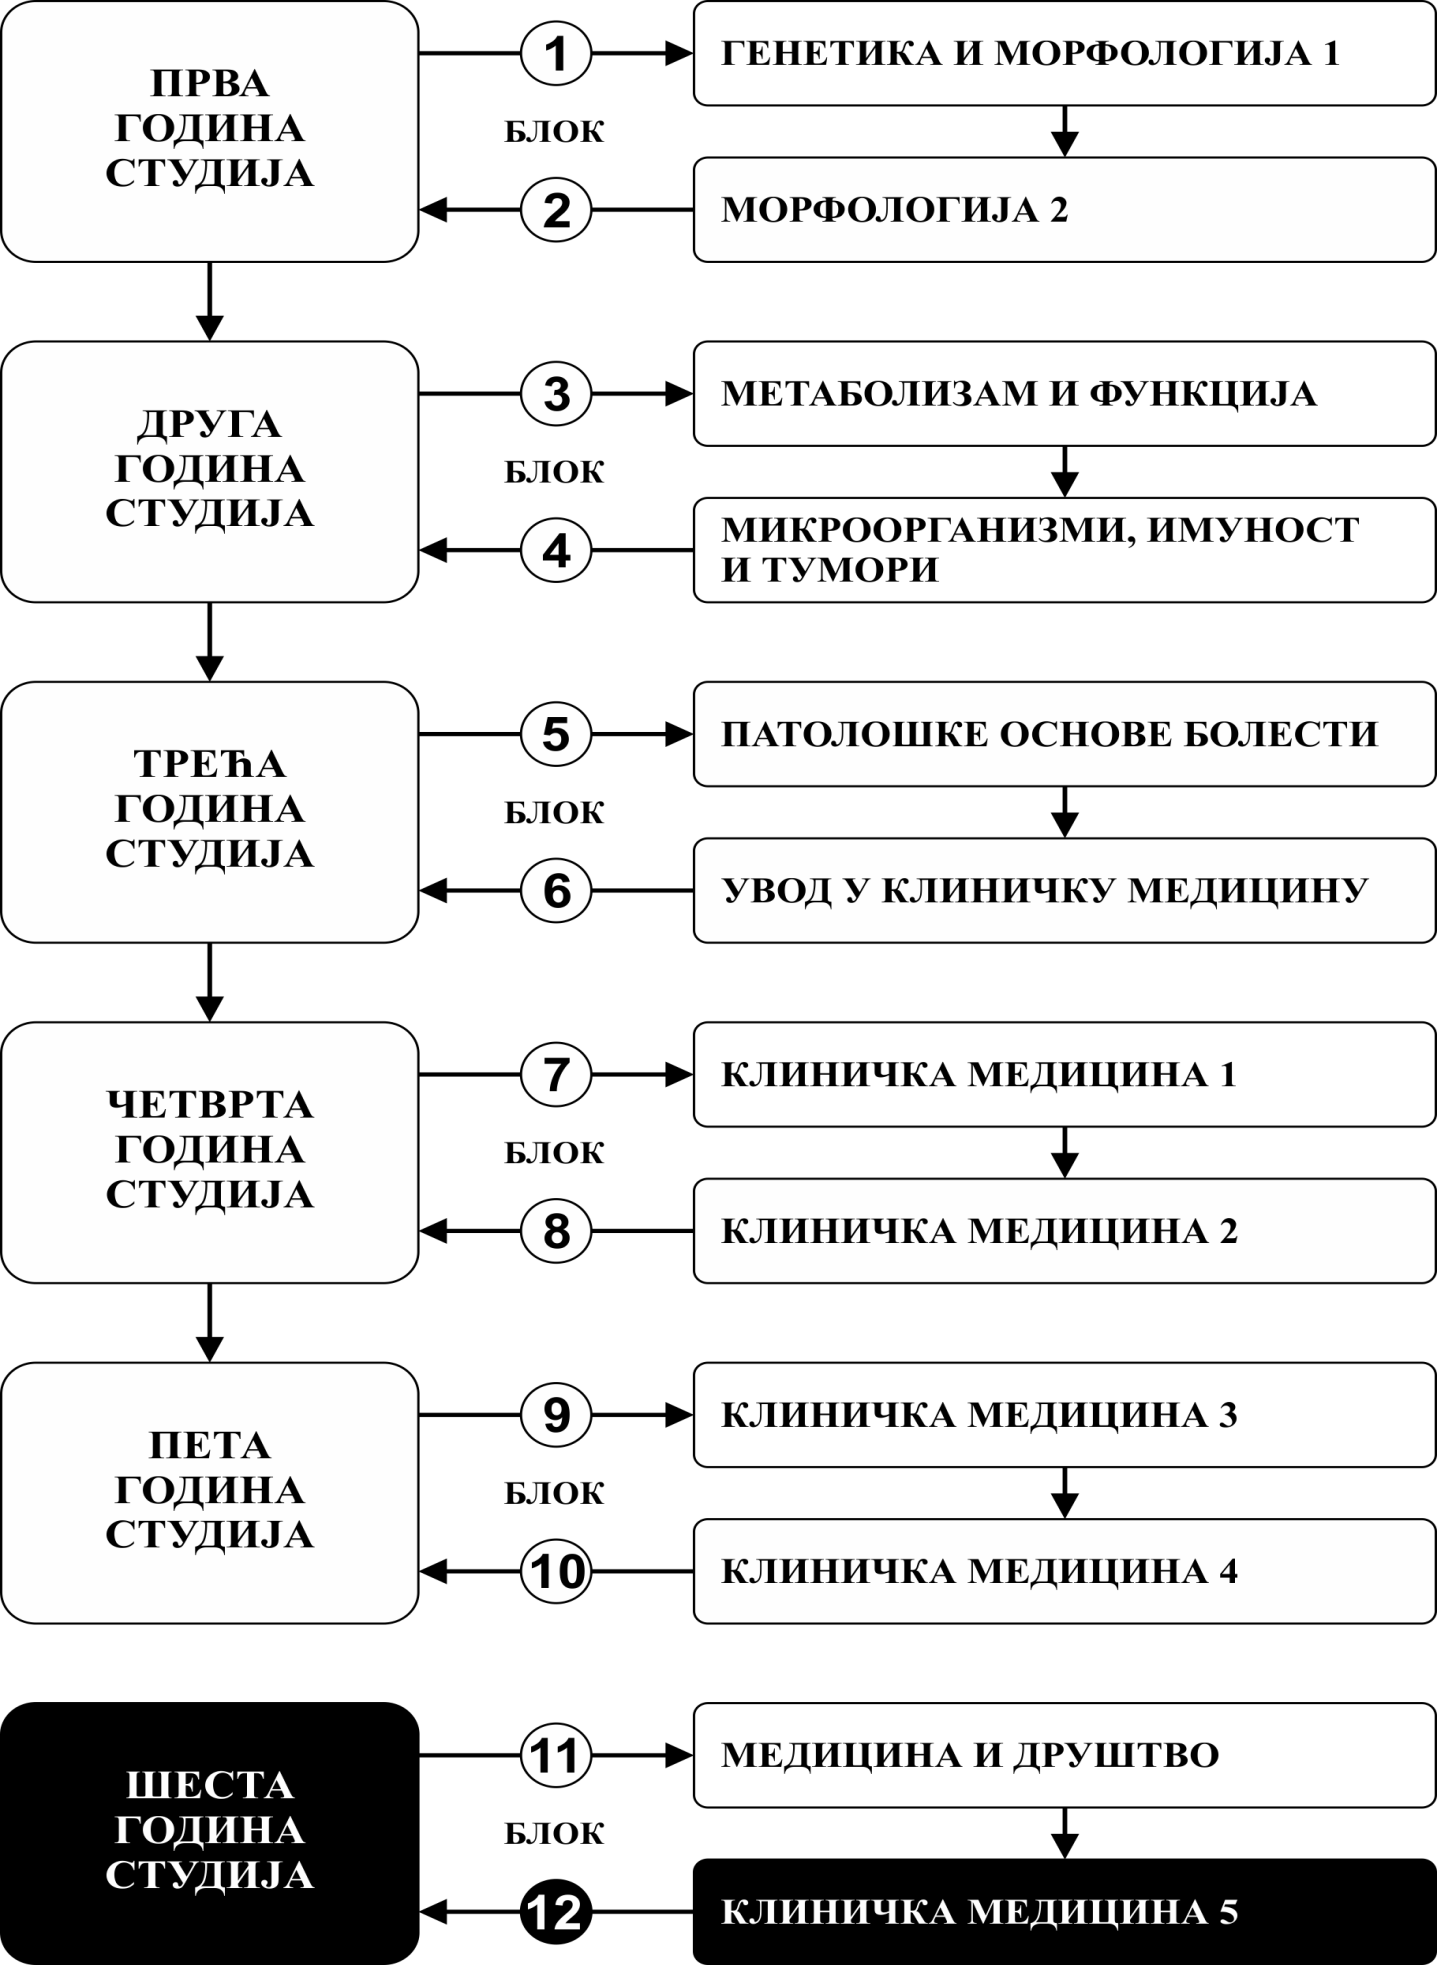 ПРВА
ГОДИНА
СТУДИЈА
1
БЛОК
2
ГЕНЕТИКА И МОРФОЛОГИЈА 1
МОРФОЛОГИЈА 2
ДРУГА
ГОДИНА
СТУДИЈА
3
БЛОК
4
МЕТАБОЛИЗАМ И ФУНКЦИЈА
МИКРООРГАНИЗМИ, ИМУНОСТ
И ТУМОРИ
ТРЕЋА
ГОДИНА
СТУДИЈА
5
БЛОК
6
ПАТОЛОШКЕ ОСНОВЕ БОЛЕСТИ
УВОД У КЛИНИЧКУ МЕДИЦИНУ
ЧЕТВРТА
ГОДИНА
СТУДИЈА
7
БЛОК
8
КЛИНИЧКА МЕДИЦИНА 1
КЛИНИЧКА МЕДИЦИНА 2
ПЕТА
ГОДИНА
СТУДИЈА
9
БЛОК
10
КЛИНИЧКА МЕДИЦИНА 3
КЛИНИЧКА МЕДИЦИНА 4
ШЕСТА
ГОДИНА
СТУДИЈА
11
БЛОК
12
МЕДИЦИНА И ДРУШТВО
КЛИНИЧКА МЕДИЦИНА 5